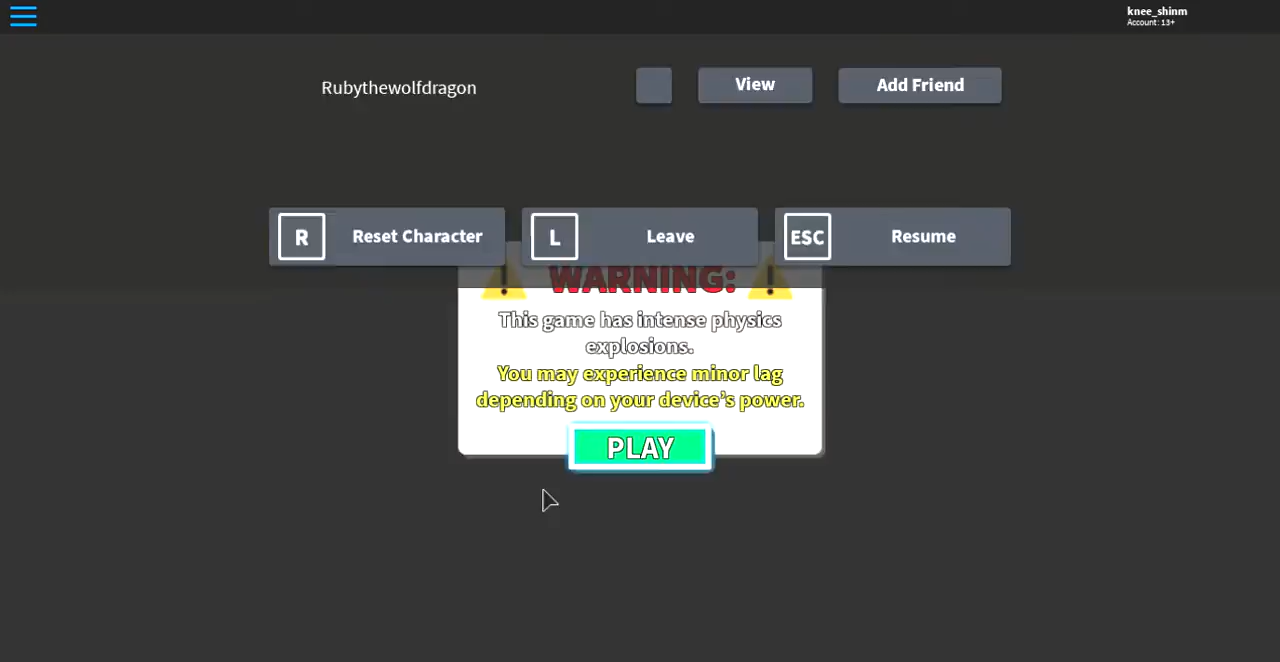 knee_shinm
Account: 13+
Rubythewolfdragon
View
Add Friend
R
Reset Character
L
Leave
ESC
Resume
WARNING:
This game has intense physics
explosions.
You may experience minor lag
depending on your device's power.
PLAY